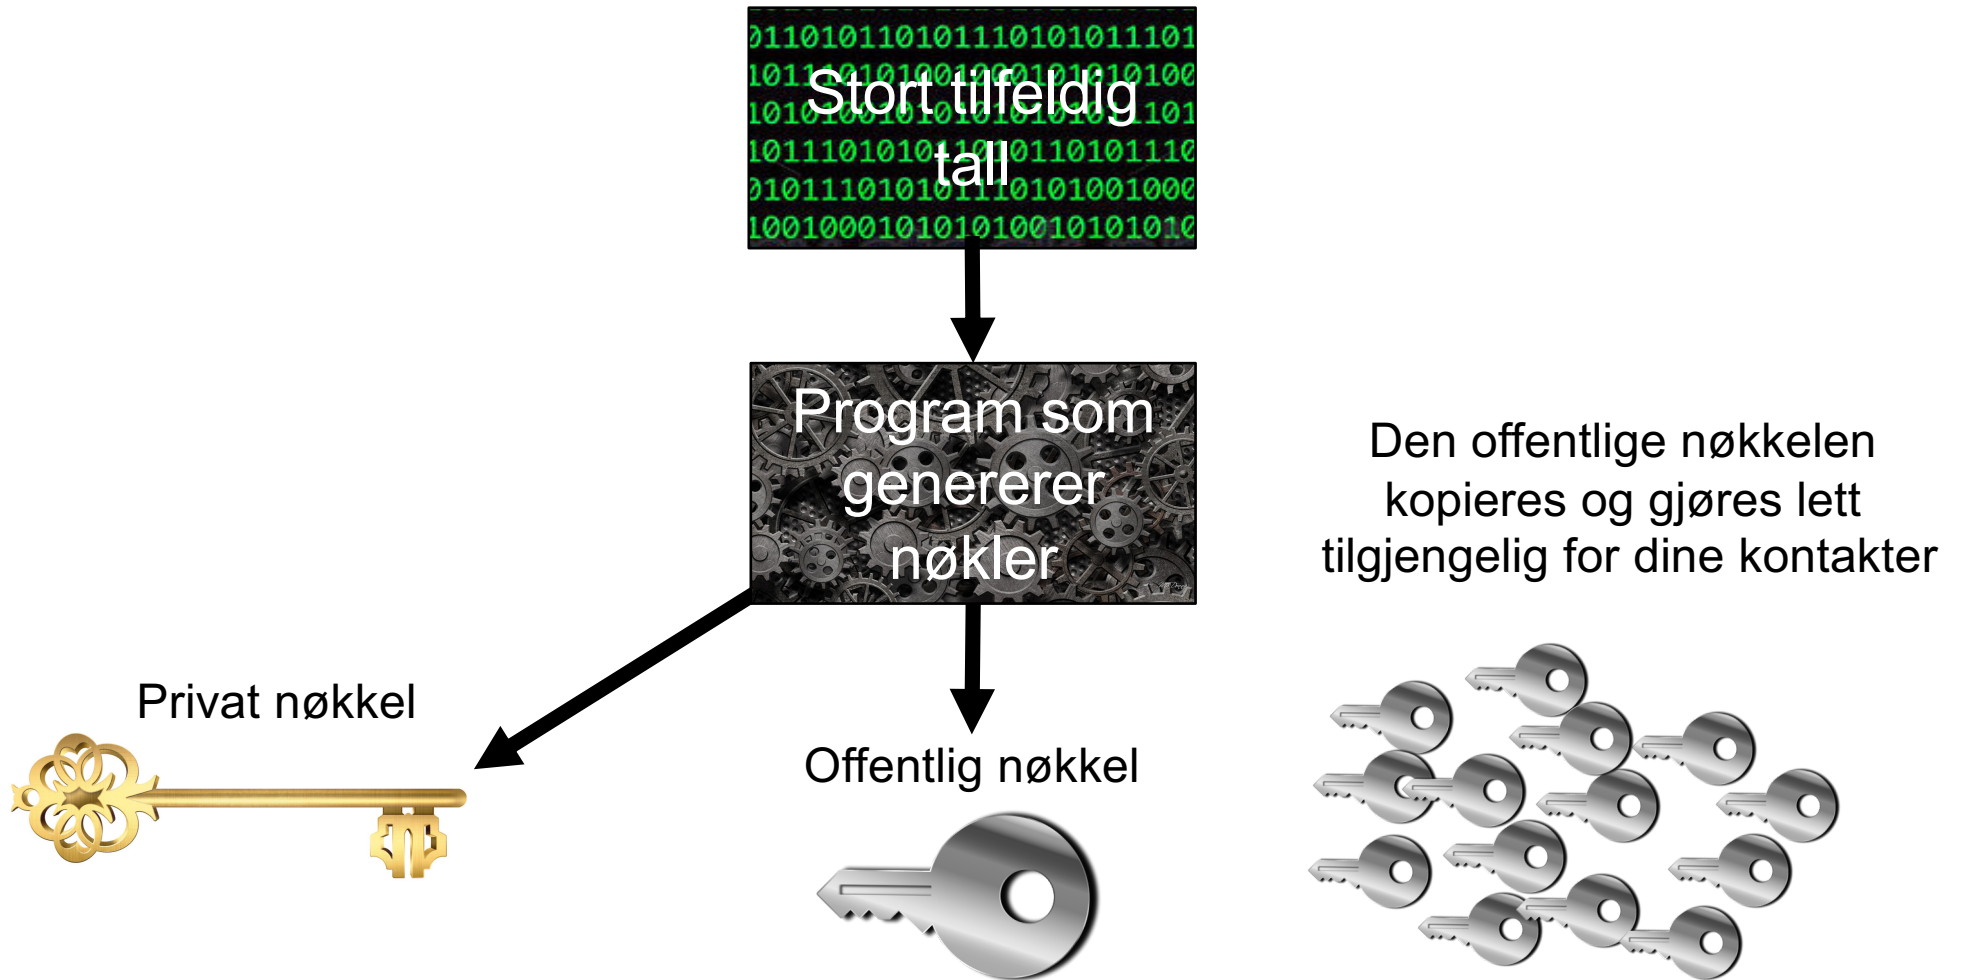 0110101101011101010111101
Stort tilfeldig
tall
Program som
genererer
nøkler
Den offentlige nøkkelen
kopieres og gjøres lett
tilgjengelig for dine kontakter
Privat nøkkel
Offentlig nøkkel